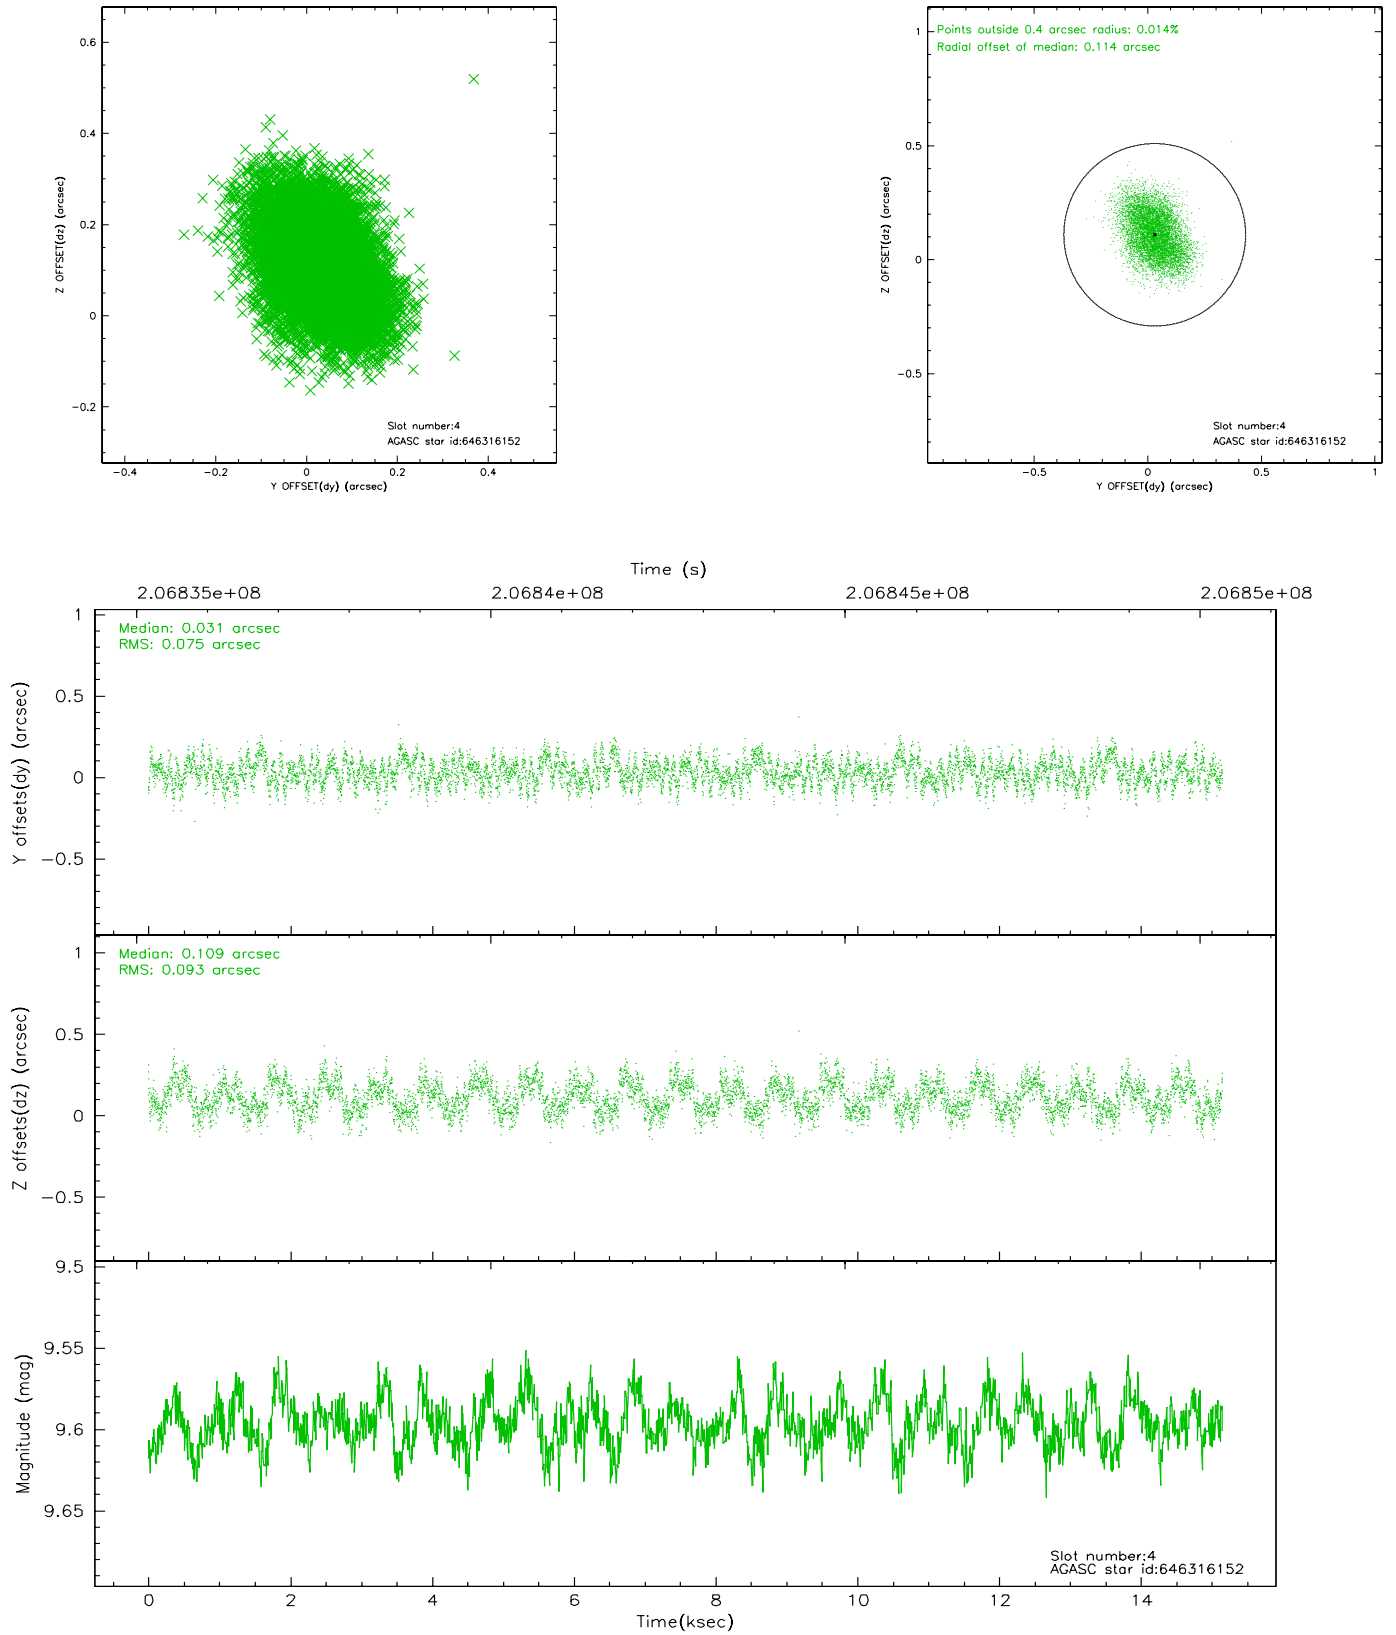 0.6
0.4
0.2
0
−0.2
Z OFFSET(dz) (arcsec)
−0.4 −0.2 0 0.2 0.4
Y OFFSET(dy) (arcsec)
Slot number:4
AGASC star id:646316152
Points outside 0.4 arcsec radius: 0.014%
Radial offset of median: 0.114 arcsec
1
0.5
0
−0.5
Z OFFSET(dz) (arcsec)
−0.5 0 0.5 1
Y OFFSET(dy) (arcsec)
Slot number:4
AGASC star id:646316152
Time (s)
2.06835e+08 2.0684e+08 2.06845e+08 2.0685e+08
Median: 0.031 arcsec
RMS: 0.075 arcsec
1
0.5
0
−0.5
Y offsets(dy) (arcsec)
Median: 0.109 arcsec
RMS: 0.093 arcsec
1
0.5
0
−0.5
Z offsets(dz) (arcsec)
9.5
9.55
9.6
9.65
Magnitude (mag)
Slot number:4
AGASC star id:646316152
0 2 4 6 8 10 12 14
Time(ksec)